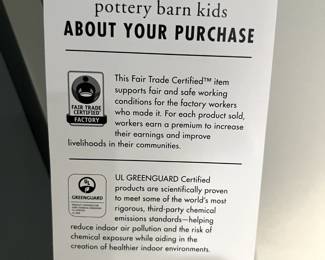 pottery barn kids
ABOUT YOUR PURCHASE
This Fair Trade Certified™ item
supports fair and safe working
conditions for the factory workers
who made it. For each product sold,
workers earn a premium to increase
their earnings and improve
livelihoods in their communities.
FAIR TRADE
CERTIFIED
FACTORY
UL GREENGUARD Certified
products are scientifically proven
to meet some of the world's most
rigorous, third-party chemical
emissions standards—helping
reduce indoor air pollution and the risk of
chemical exposure while aiding in the
creation of healthier indoor environments.
GREENGUARD